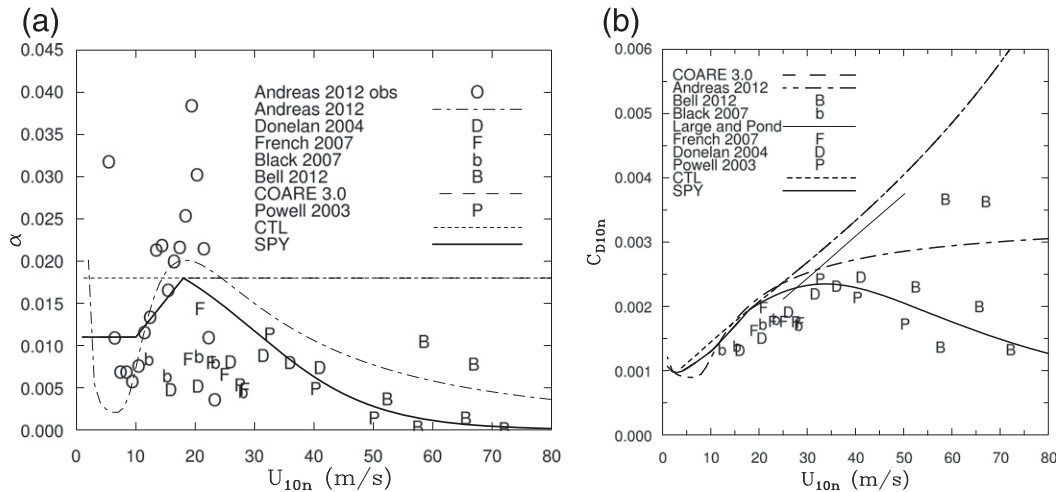 (a)
0.045
0.040
0.035
0.030
0.025
0.020
0.015
0.010
0.005
0.000
α
Andreas 2012 obs O
Andreas 2012
Donelan 2004 D
French 2007 F
Black 2007 b
Bell 2012 B
COARE 3.0
Powell 2003 P
CTL
SPY
0 10 20 30 40 50 60 70 80
U10n (m/s)
(b)
0.006
0.005
0.004
0.003
0.002
0.001
0.000
CD10n
COARE 3.0
Andreas 2012
Bell 2012 B
Black 2007 b
Large and Pond
French 2007 F
Donelan 2004 D
Powell 2003 P
CTL
SPY
0 10 20 30 40 50 60 70 80
U10n (m/s)